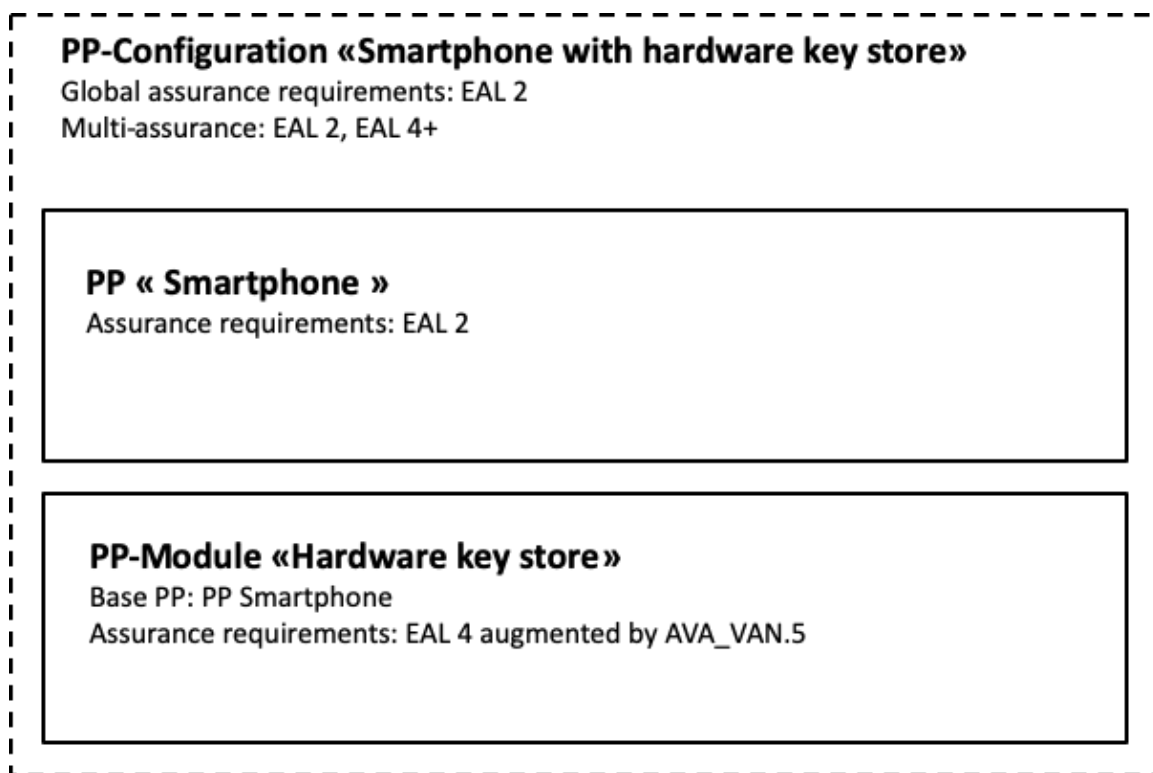 PP-Configuration «Smartphone with hardware key store»
Global assurance requirements: EAL 2
Multi-assurance: EAL 2, EAL 4+
PP « Smartphone »
Assurance requirements: EAL 2
PP-Module «Hardware key store»
Base PP: PP Smartphone
Assurance requirements: EAL 4 augmented by AVA_VAN.5